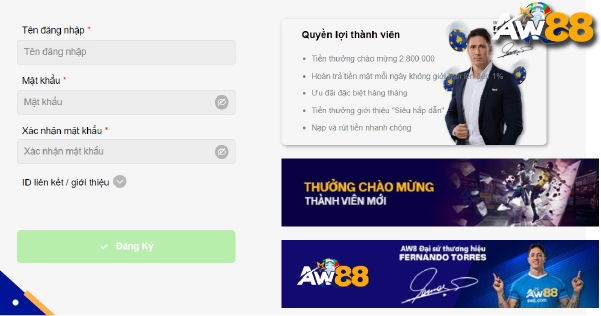 Tên đăng nhập *
Tên đăng nhập
Mật khẩu *
Mật khẩu
Xác nhận mật khẩu *
Xác nhận mật khẩu
ID liên kết / giới thiệu
Đăng Ký
AW88
Quyền lợi thành viên
Tiền thưởng chào mừng 2.800.000
Hoàn trả tiền mặt mỗi ngày không giới 1%
Ưu đãi đặc biệt hàng tháng
Tiền thưởng giới thiệu "Siêu hấp dẫn"
Nạp và rút tiền nhanh chóng
THƯỞNG CHÀO MỪNG
THÀNH VIÊN MỚI
AW88
AW8 Đại sứ thương hiệu
FERNANDO TORRES
AW88